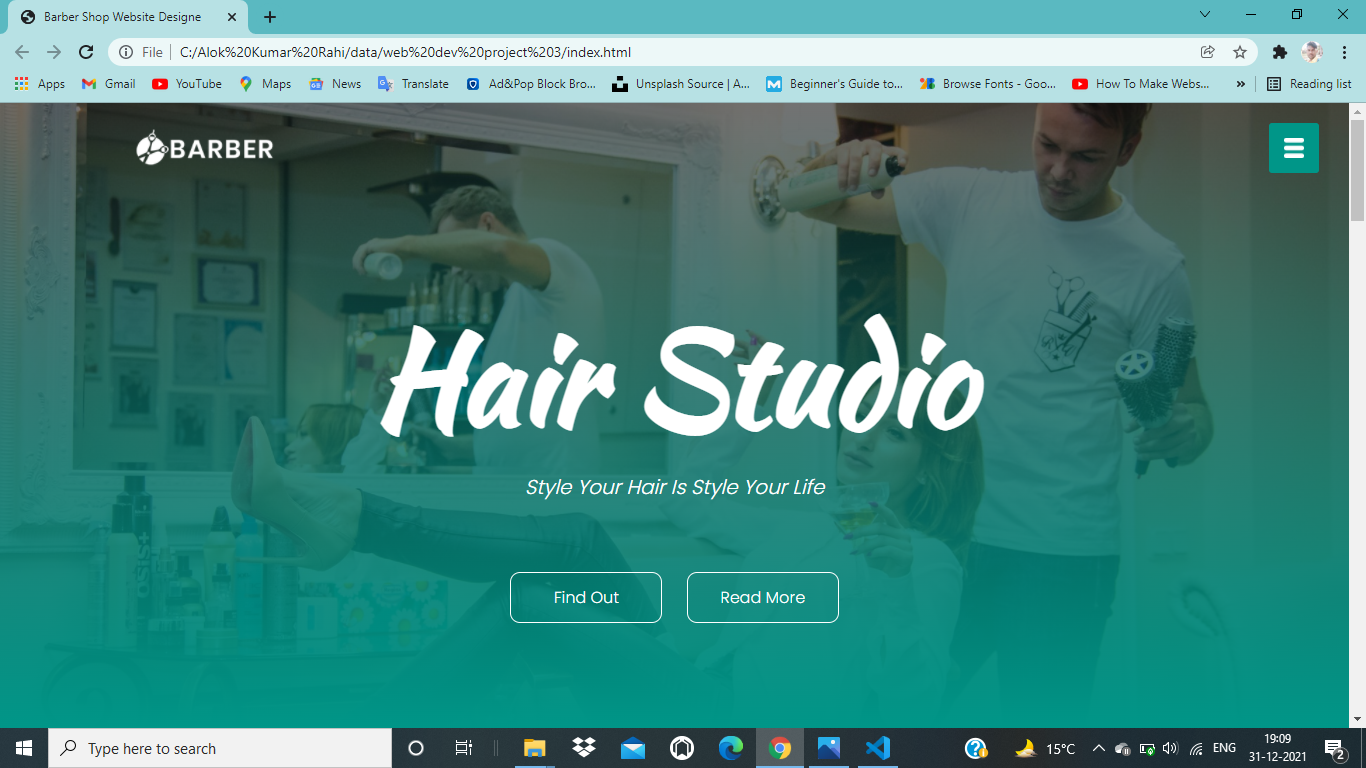 Barber Shop Website Designe
File
C:/Alok%20Kumar%20Rahi/data/web%20dev%20project%203/index.html
Apps
Gmail
YouTube
Maps
News
Translate
Ad&Pop Block Bro...
Unsplash Source | A...
Beginner's Guide to...
Browse Fonts - Goo...
How To Make Webs...
»
Reading list
BARBER
Hair Studio
Style Your Hair Is Style Your Life
Find Out
Read More
Type here to search
15°C
ENG
19:09
31-12-2021
2